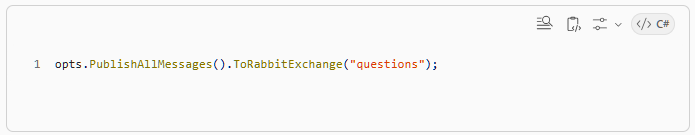 </> C#
1 opts.PublishAllMessages().ToRabbitExchange("questions");